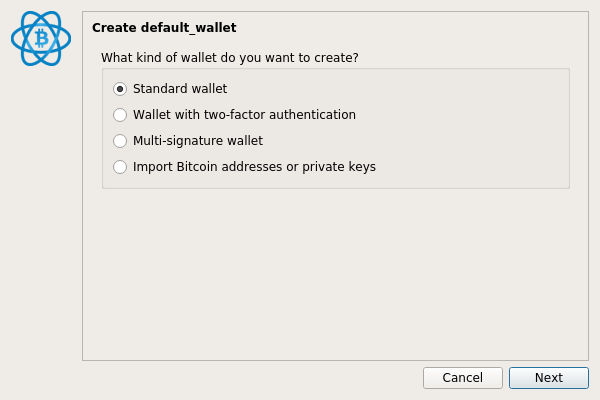 Create default_wallet
What kind of wallet do you want to create?
Standard wallet
Wallet with two-factor authentication
Multi-signature wallet
Import Bitcoin addresses or private keys
Cancel
Next